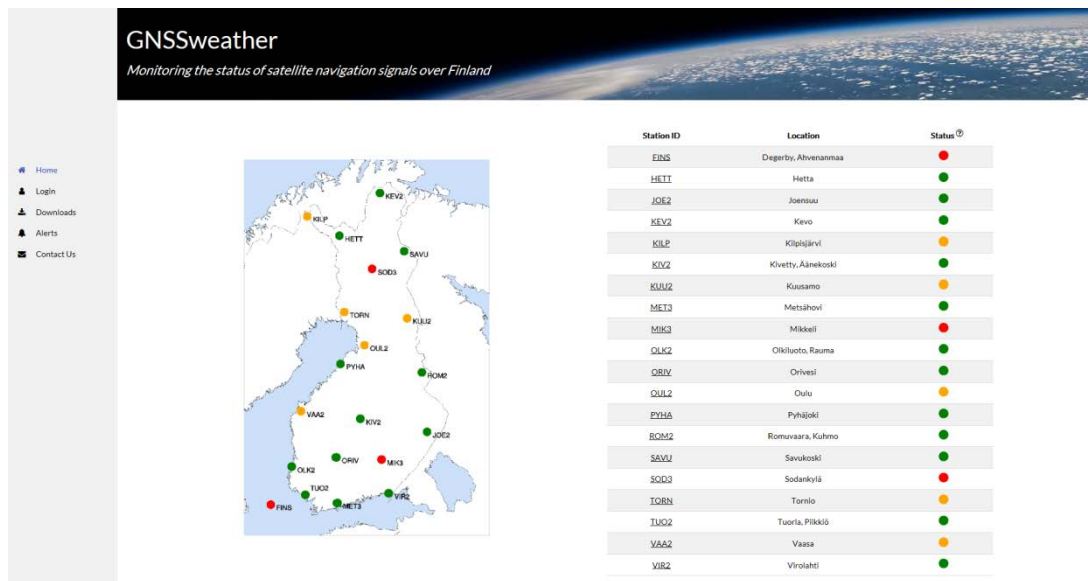 GNSSweather
Monitoring the status of satellite navigation signals over Finland
Home
Login
Downloads
Alerts
Contact Us
KEV2
KILP
HETT
SAVU
SOD3
TORN
KUU2
OUL2
PYHA
ROM2
VAA2
KIV2
JOE2
ORIV
MIK3
OLK2
TUO2
VIR2
FINS
MET3
Station ID Location Status ?
FINS Degerby, Ahvenanmaa
HETT Hetta
JOE2 Joensuu
KEV2 Kevo
KILP Kilpisjärvi
KIV2 Kivetty, Äänekoski
KUU2 Kuusamo
MET3 Metsähovi
MIK3 Mikkeli
OLK2 Olkiluoto, Rauma
ORIV Orivesi
OUL2 Oulu
PYHA Pyhäjoki
ROM2 Romuvaara, Kuhmo
SAVU Savukoski
SOD3 Sodankylä
TORN Tornio
TUO2 Tuorla, Piikkiö
VAA2 Vaasa
VIR2 Virolahti